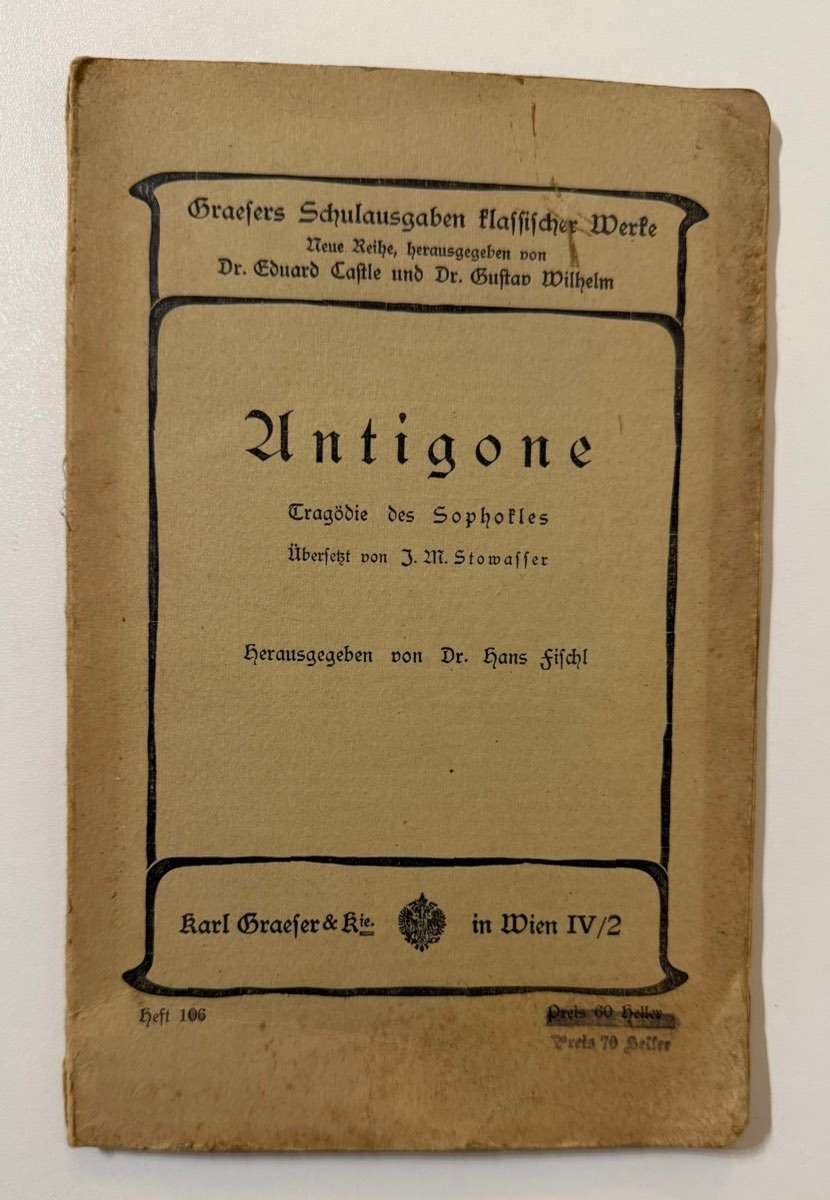 Graesers Schulausgaben klassischer Werke
Neue Reihe, herausgegeben von
Dr. Eduard Castle und Dr. Gustav Wilhelm
Antigone
Tragödie des Sophokles
Übersetzt von J. M. Stowasser
Herausgegeben von Dr. Hans Fischl
Karl Graeser & Kie. in Wien IV/2
Heft 106
Preis 60 Heller
Preis 70 Heller